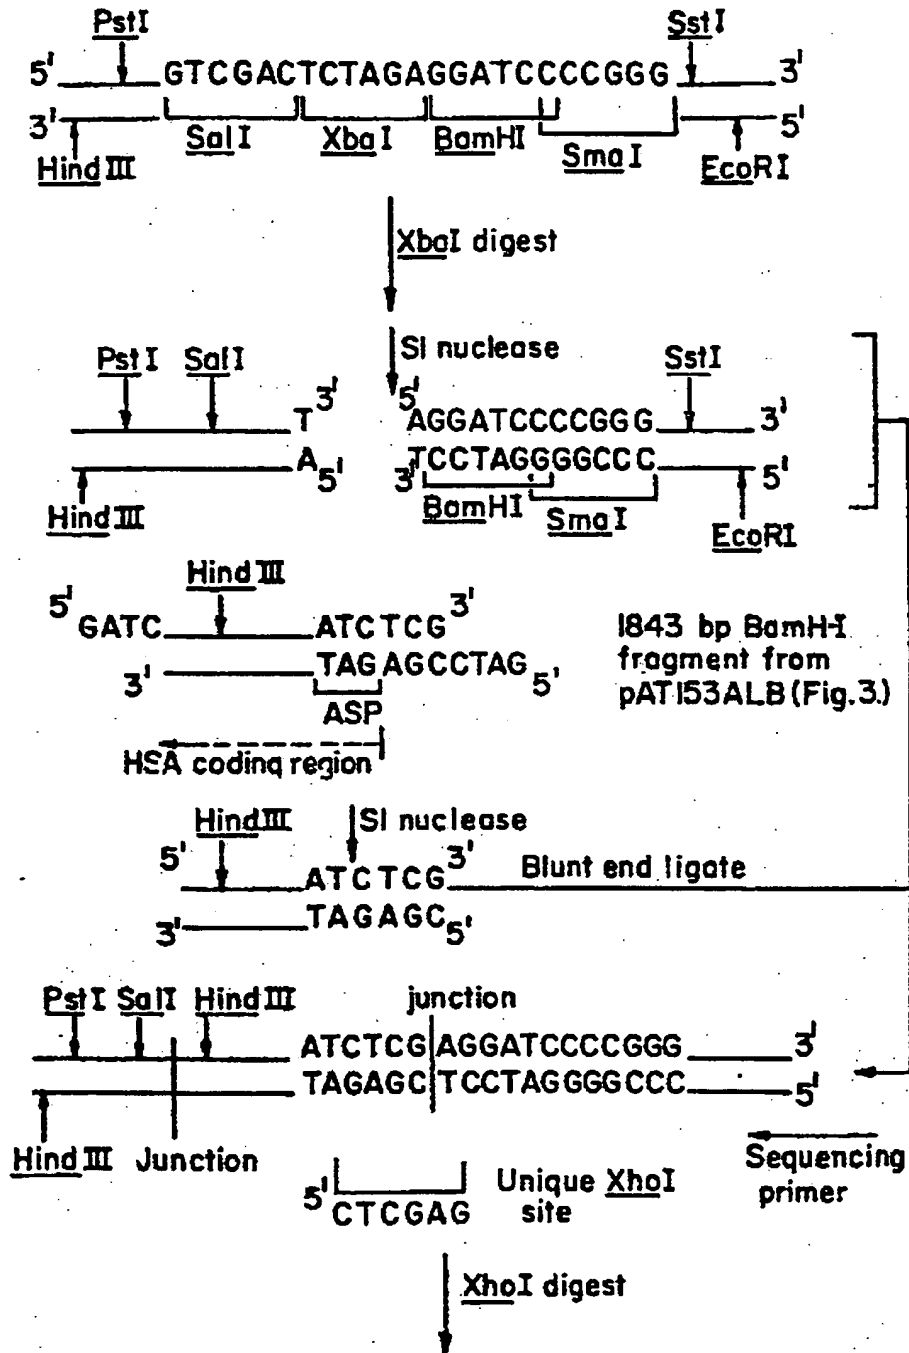 PstI SstI
5' GTCGACTCTAGAGGATCCCCGGG 3'
3' 5'
HindIII SalI XbaI BamHI SmaI EcoRI
XbaI digest
SI nuclease
PstI SalI SstI
T 3' 5' AGGATCCCCGGG 3'
A 5' 3' TCCTAGGGGCCC 5'
HindIII BamHI SmaI EcoRI
HindIII
5' GATC ATCTCG 3'
3' TAGAGCCTAG 5'
ASP
HSA coding region
1843 bp BamH-I
fragment from
pAT153ALB (Fig.3.)
HindIII SI nuclease
5' ATCTCG 3' Blunt end ligate
3' TAGAGC 5'
PstI SalI HindIII junction
ATCTCG AGGATCCCCGGG 3'
TAGAGC TCCTAGGGGCCC 5'
HindIII Junction
Sequencing
primer
5' CTCGAG
Unique XhoI
site
XhoI digest